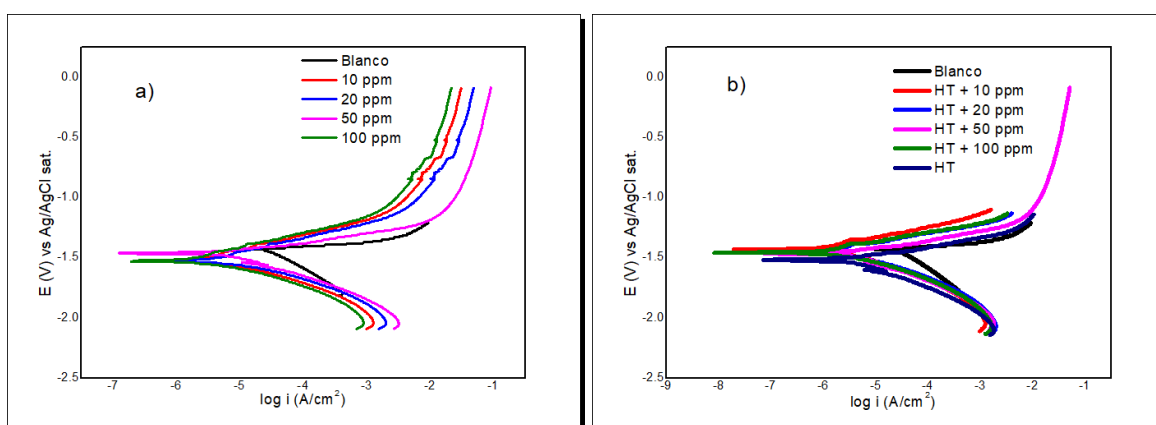 a)
Blanco
10 ppm
20 ppm
50 ppm
100 ppm
0.0
-0.5
-1.0
-1.5
-2.0
-2.5
E (V) vs Ag/AgCl sat.
-7
-6
-5
-4
-3
-2
-1
log i (A/cm²)
b)
Blanco
HT + 10 ppm
HT + 20 ppm
HT + 50 ppm
HT + 100 ppm
HT
0.0
-0.5
-1.0
-1.5
-2.0
-2.5
E (V) vs Ag/AgCl sat.
-9
-8
-7
-6
-5
-4
-3
-2
-1
log i (A/cm²)